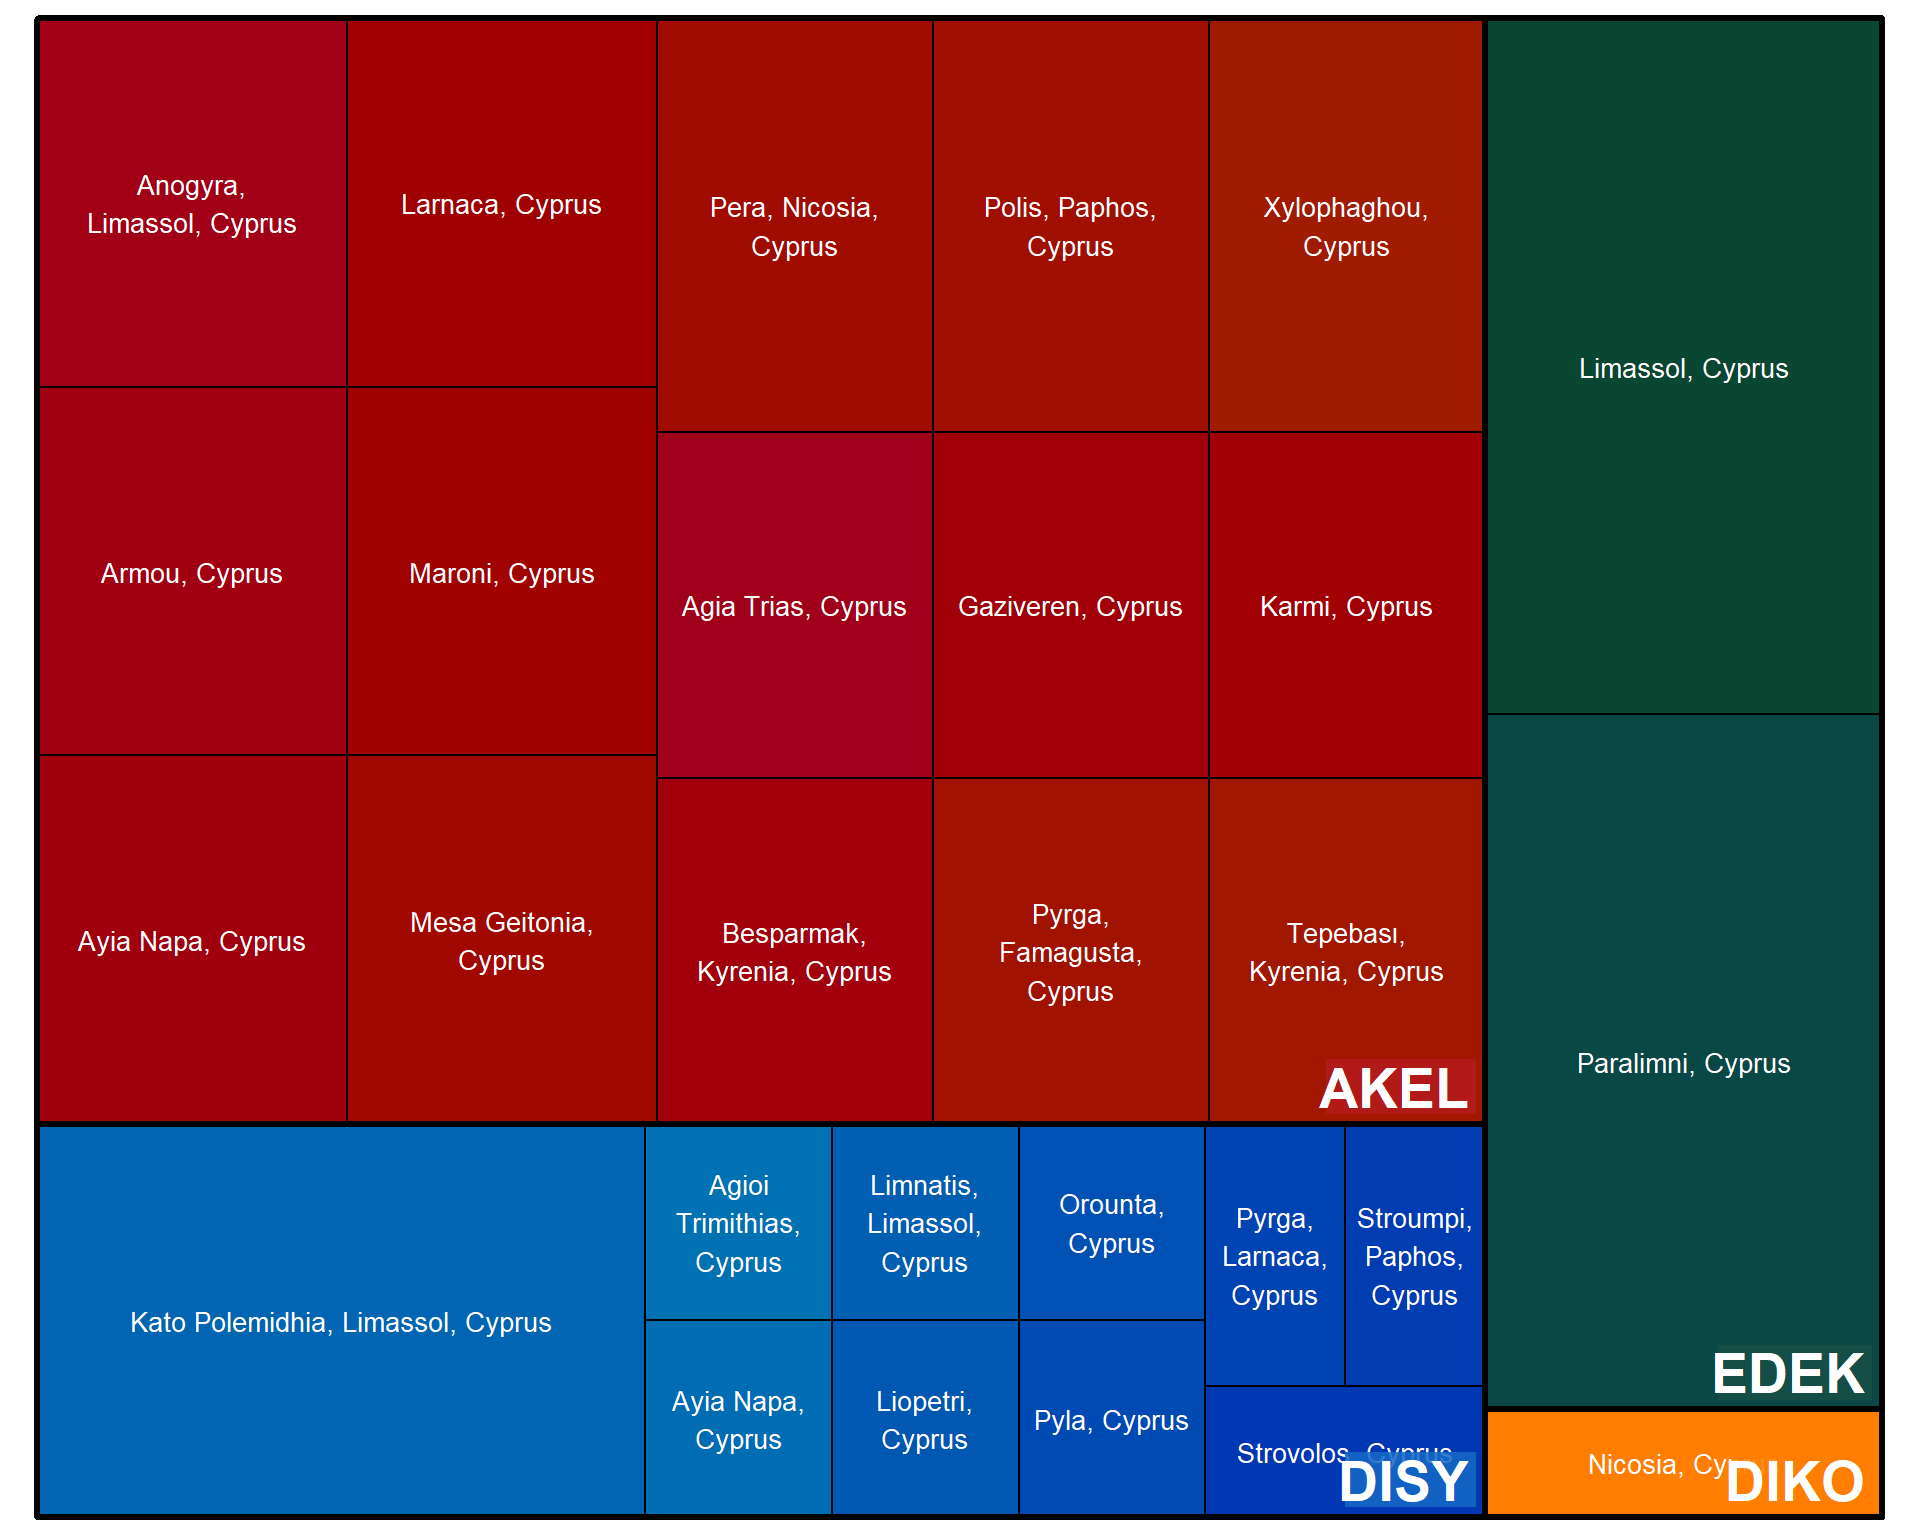 Anogyra,
Limassol, Cyprus
Larnaca, Cyprus
Pera, Nicosia,
Cyprus
Polis, Paphos,
Cyprus
Xylophaghou,
Cyprus
Limassol, Cyprus
Armou, Cyprus
Maroni, Cyprus
Agia Trias, Cyprus
Gaziveren, Cyprus
Karmi, Cyprus
Ayia Napa, Cyprus
Mesa Geitonia,
Cyprus
Besparmak,
Kyrenia, Cyprus
Pyrga,
Famagusta,
Cyprus
Tepebası,
Kyrenia, Cyprus
AKEL
Paralimni, Cyprus
EDEK
Kato Polemidhia, Limassol, Cyprus
Agioi
Trimithias,
Cyprus
Limnatis,
Limassol,
Cyprus
Orounta,
Cyprus
Pyrga,
Larnaca,
Cyprus
Stroumpi,
Paphos,
Cyprus
Ayia Napa,
Cyprus
Liopetri,
Cyprus
Pyla, Cyprus
Strovolos, Cyprus
DISY
Nicosia, Cyprus
DIKO